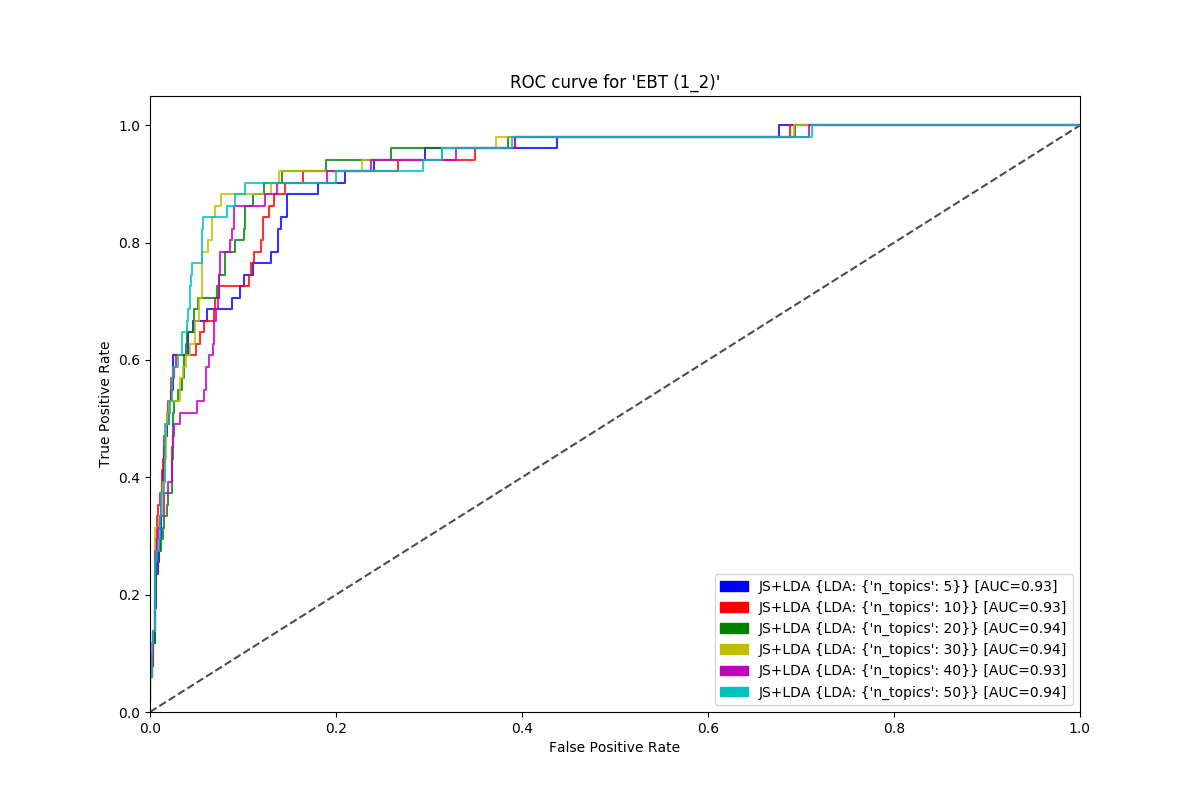 ROC curve for 'EBT (1_2)'
1.0
0.8
0.6
0.4
0.2
0.0
True Positive Rate
0.0 0.2 0.4 0.6 0.8 1.0
False Positive Rate
JS+LDA {LDA: {'n_topics': 5}} [AUC=0.93]
JS+LDA {LDA: {'n_topics': 10}} [AUC=0.93]
JS+LDA {LDA: {'n_topics': 20}} [AUC=0.94]
JS+LDA {LDA: {'n_topics': 30}} [AUC=0.94]
JS+LDA {LDA: {'n_topics': 40}} [AUC=0.93]
JS+LDA {LDA: {'n_topics': 50}} [AUC=0.94]